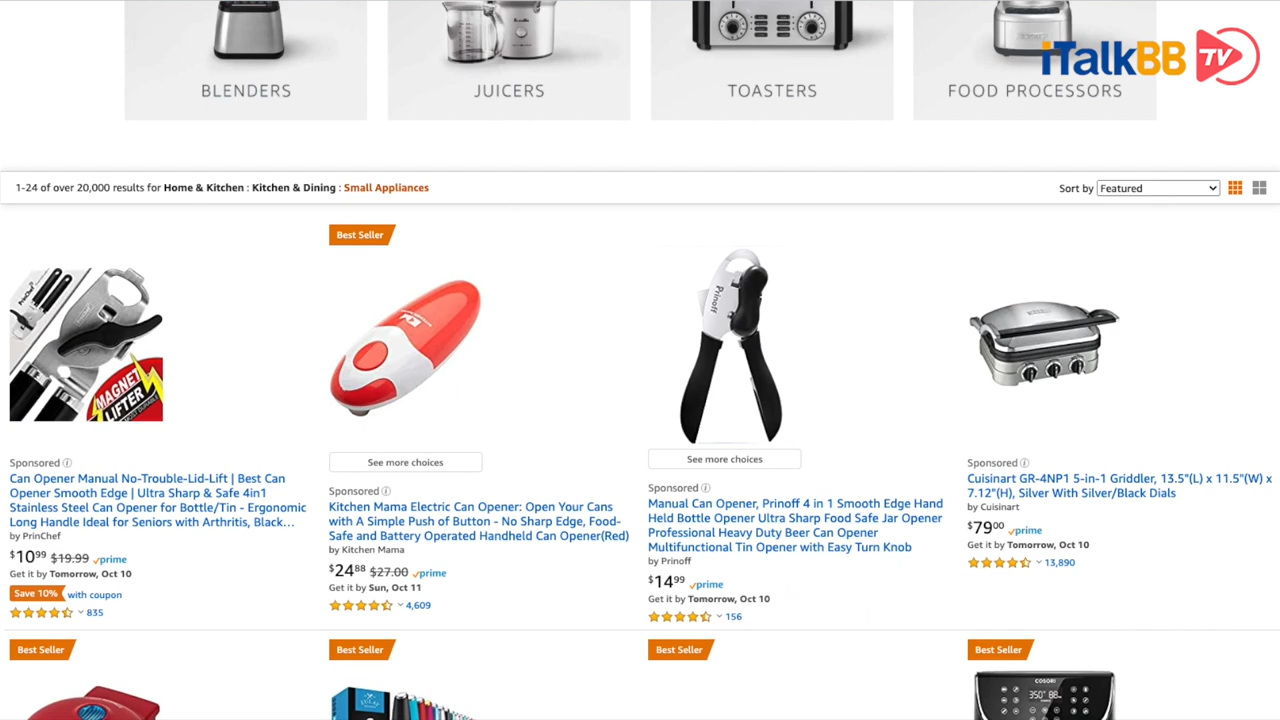 iTalkBB TV
BLENDERS
JUICERS
TOASTERS
FOOD PROCESSORS
1-24 of over 20,000 results for Home & Kitchen : Kitchen & Dining : Small Appliances
Sort by Featured
Best Seller
MAGNET
LIFTER
Prinoff
Sponsored
Can Opener Manual No-Trouble-Lid-Lift | Best Can
Opener Smooth Edge | Ultra Sharp & Safe 4in1
Stainless Steel Can Opener for Bottle/Tin - Ergonomic
Long Handle Ideal for Seniors with Arthritis, Black...
by PrinChef
$10.99 $19.99 prime
Get it by Tomorrow, Oct 10
Save 10% with coupon
835
See more choices
Sponsored
Kitchen Mama Electric Can Opener: Open Your Cans
with A Simple Push of Button - No Sharp Edge, Food-
Safe and Battery Operated Handheld Can Opener(Red)
by Kitchen Mama
$24.88 $27.00 prime
Get it by Sun, Oct 11
4,609
See more choices
Sponsored
Manual Can Opener, Prinoff 4 in 1 Smooth Edge Hand
Held Bottle Opener Ultra Sharp Food Safe Jar Opener
Professional Heavy Duty Beer Can Opener
Multifunctional Tin Opener with Easy Turn Knob
by Prinoff
$14.99 prime
Get it by Tomorrow, Oct 10
156
Sponsored
Cuisinart GR-4NP1 5-in-1 Griddler, 13.5"(L) x 11.5"(W) x
7.12"(H), Silver With Silver/Black Dials
by Cuisinart
$79.00 prime
Get it by Tomorrow, Oct 10
13,890
Best Seller
Best Seller
Best Seller
Best Seller
COSORI